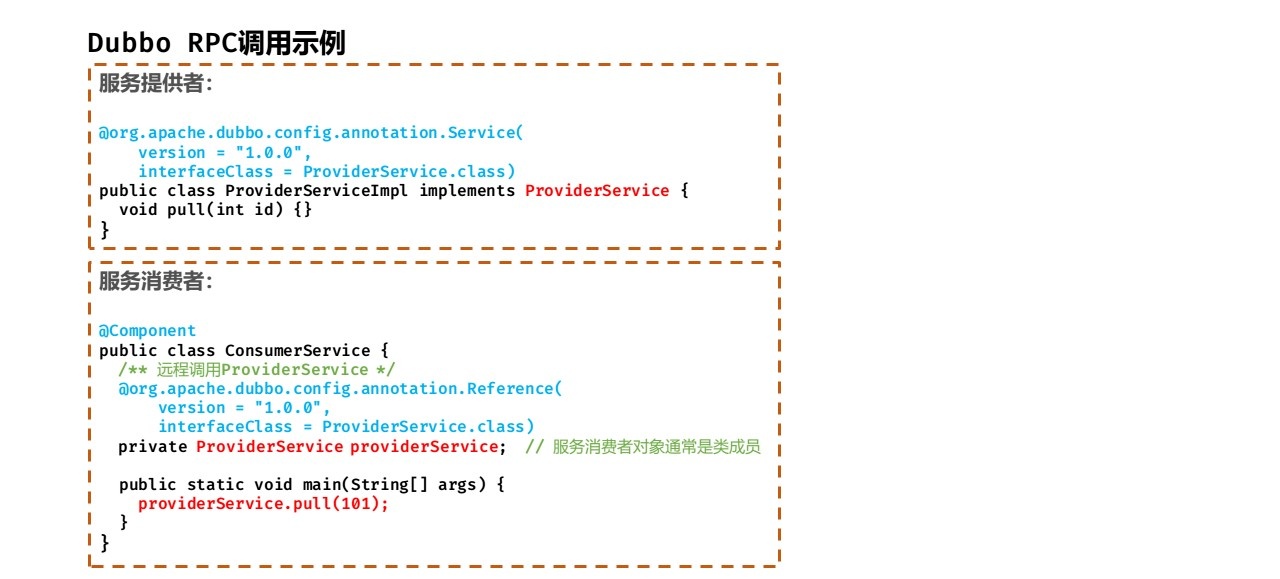 Dubbo RPC调用示例
服务提供者：
@org.apache.dubbo.config.annotation.Service(
version = "1.0.0",
interfaceClass = ProviderService.class)
public class ProviderServiceImpl implements ProviderService {
void pull(int id) {}
}
服务消费者：
@Component
public class ConsumerService {
/** 远程调用ProviderService */
@org.apache.dubbo.config.annotation.Reference(
version = "1.0.0",
interfaceClass = ProviderService.class)
private ProviderService providerService; // 服务消费者对象通常是类成员
public static void main(String[] args) {
providerService.pull(101);
}
}